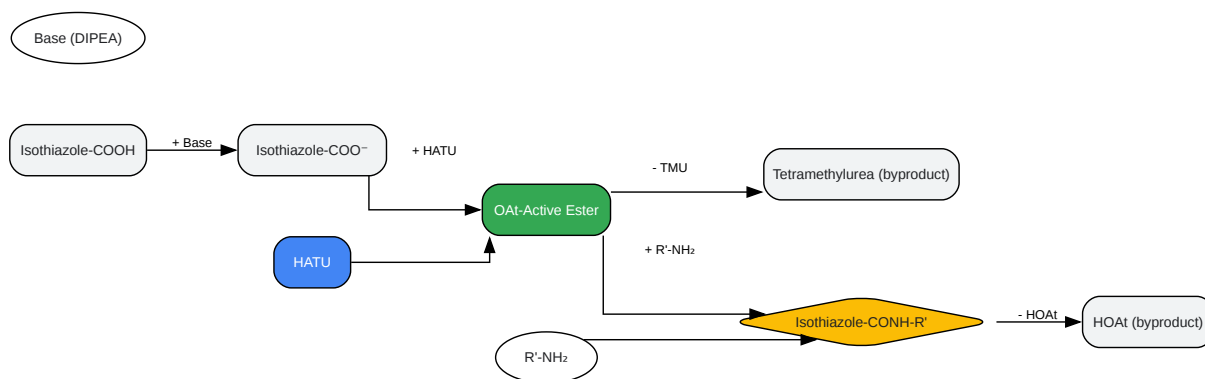 Base (DIPEA)
Isothiazole-COOH
+ Base
Isothiazole-COO⁻
+ HATU
- TMU
Tetramethylurea (byproduct)
OAt-Active Ester
HATU
+ R'-NH₂
Isothiazole-CONH-R'
- HOAt
HOAt (byproduct)
R'-NH₂